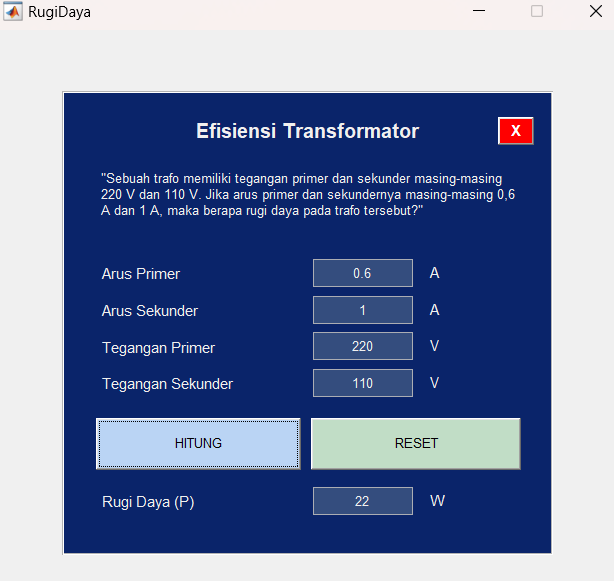 RugiDaya
Efisiensi Transformator
X
"Sebuah trafo memiliki tegangan primer dan sekunder masing-masing
220 V dan 110 V. Jika arus primer dan sekundernya masing-masing 0,6
A dan 1 A, maka berapa rugi daya pada trafo tersebut?"
Arus Primer 0.6 A
Arus Sekunder 1 A
Tegangan Primer 220 V
Tegangan Sekunder 110 V
HITUNG RESET
Rugi Daya (P) 22 W